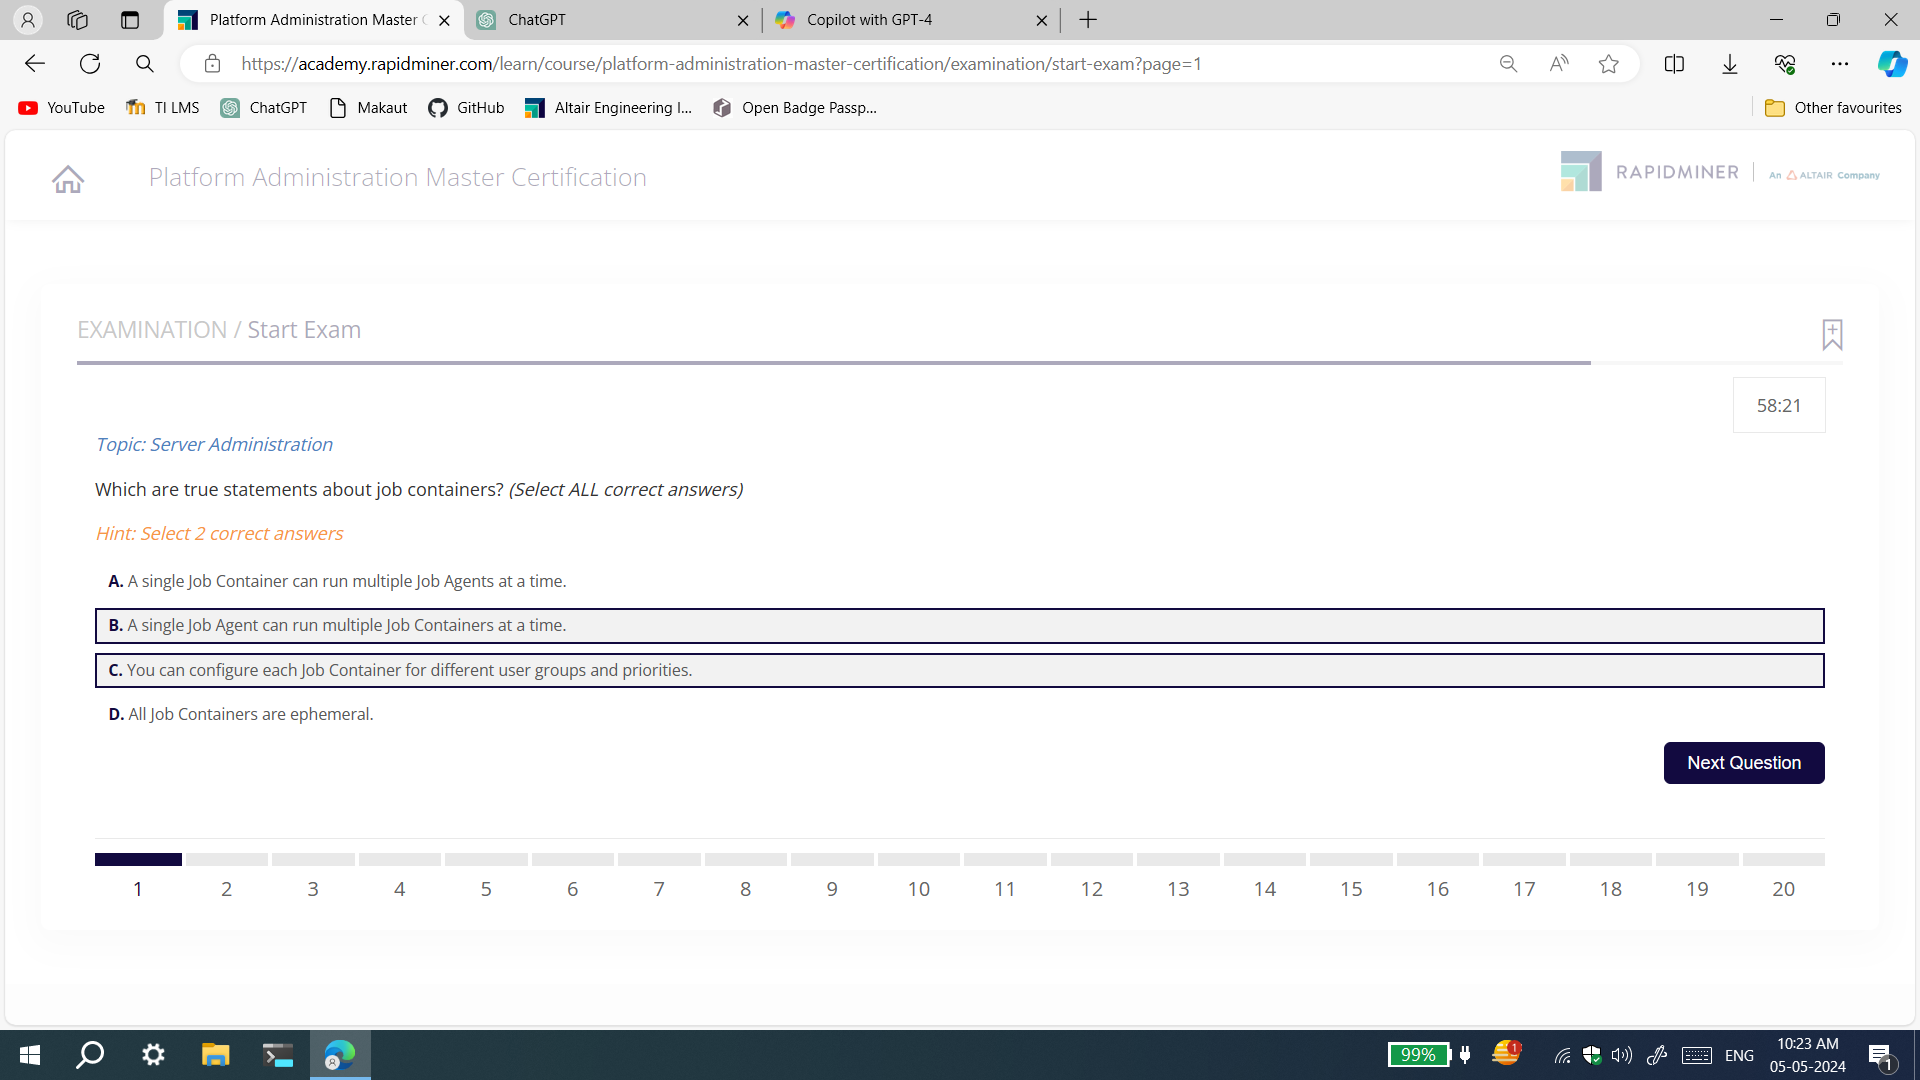 Platform Administration Master C
ChatGPT
Copilot with GPT-4
https://academy.rapidminer.com/learn/course/platform-administration-master-certification/examination/start-exam?page=1
YouTube
TI LMS
ChatGPT
Makaut
GitHub
Altair Engineering I...
Open Badge Passp...
Other favourites
Platform Administration Master Certification
RAPIDMINER
An ALTAIR Company
EXAMINATION / Start Exam
58:21
Topic: Server Administration
Which are true statements about job containers? (Select ALL correct answers)
Hint: Select 2 correct answers
A. A single Job Container can run multiple Job Agents at a time.
B. A single Job Agent can run multiple Job Containers at a time.
C. You can configure each Job Container for different user groups and priorities.
D. All Job Containers are ephemeral.
Next Question
1 2 3 4 5 6 7 8 9 10 11 12 13 14 15 16 17 18 19 20
99%
1
ENG
10:23 AM
05-05-2024
1